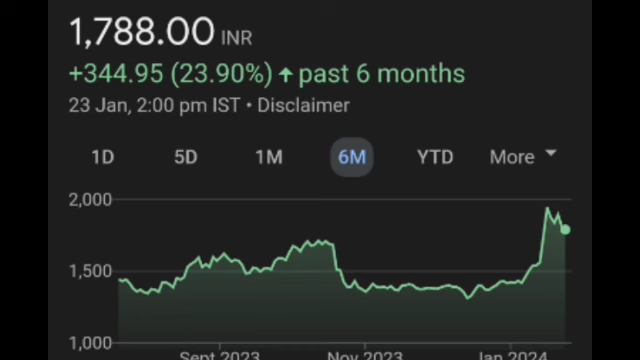 1,788.00 INR
+344.95 (23.90%) ↑ past 6 months
23 Jan, 2:00 pm IST • Disclaimer
1D 5D 1M 6M YTD More
2,000
1,500
1,000
Sept 2023 Nov 2023 Jan 2024